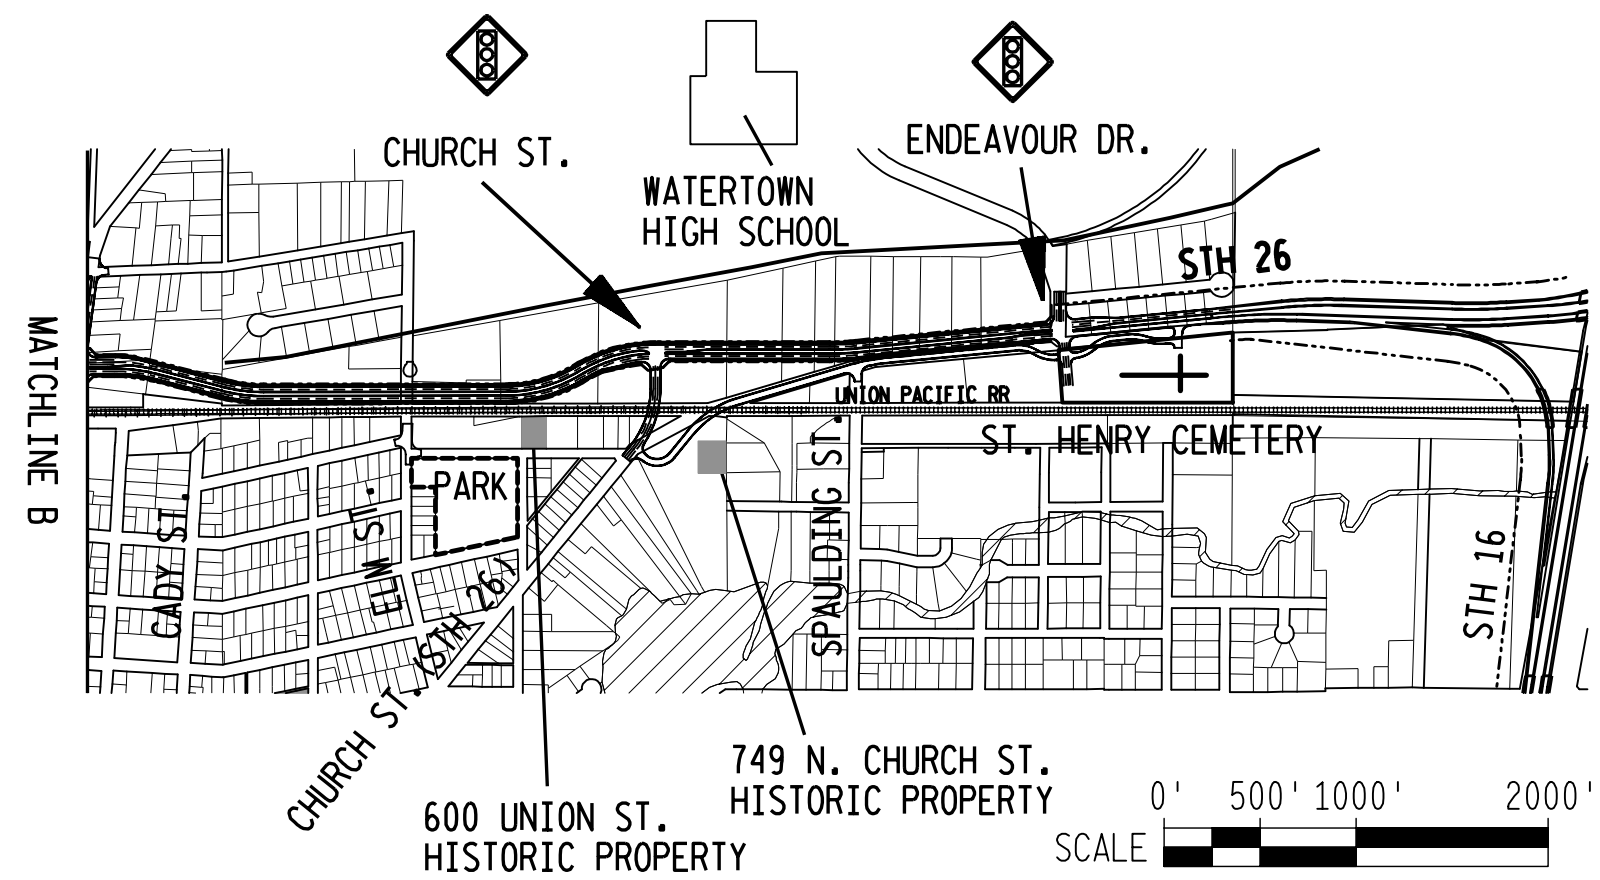 CHURCH ST.
ENDEAVOUR DR.
WATERTOWN
HIGH SCHOOL
STH 26
MATCHLINE B
UNION PACIFIC RR
ST. HENRY CEMETERY
PARK
CADY ST.
ELM ST.
SPAULDING ST.
STH 16
CHURCH ST. (STH 26)
749 N. CHURCH ST.
HISTORIC PROPERTY
600 UNION ST.
HISTORIC PROPERTY
0' 500' 1000' 2000'
SCALE